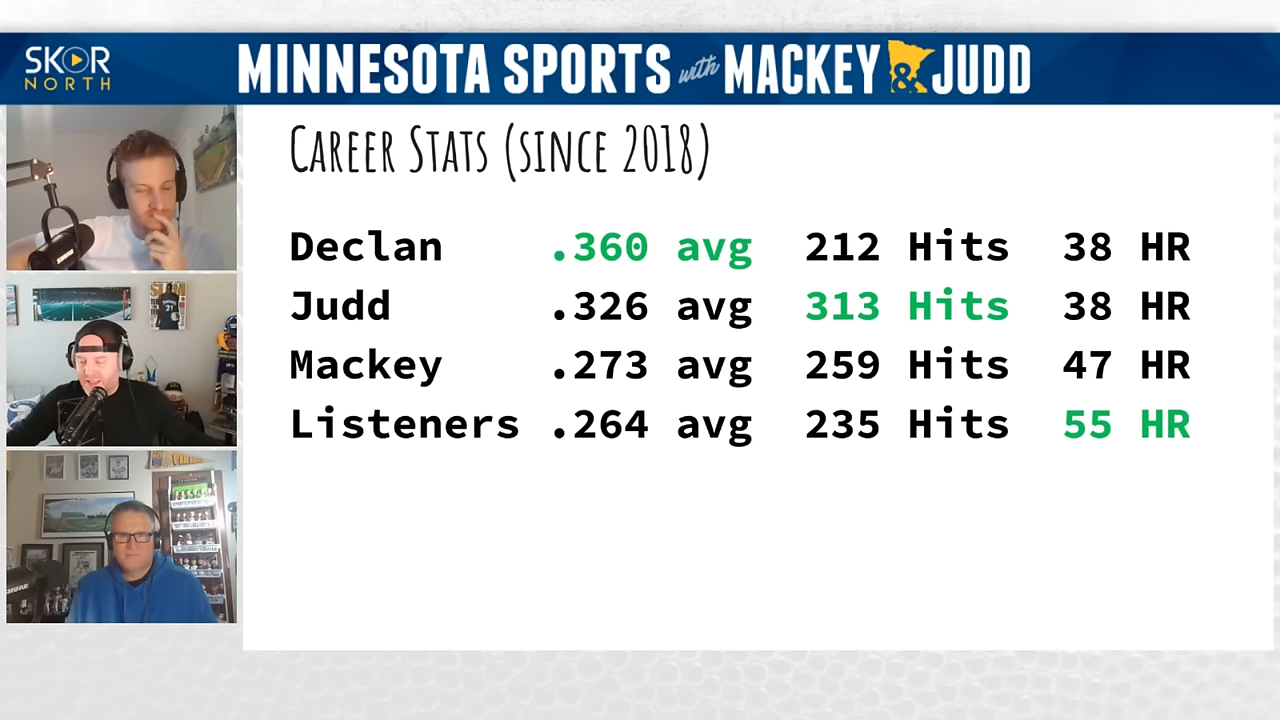 SKOR
NORTH
MINNESOTA SPORTS with MACKEY & JUDD
CAREER STATS (SINCE 2018)
Declan .360 avg 212 Hits 38 HR
Judd .326 avg 313 Hits 38 HR
Mackey .273 avg 259 Hits 47 HR
Listeners .264 avg 235 Hits 55 HR
SLAM
SHURE